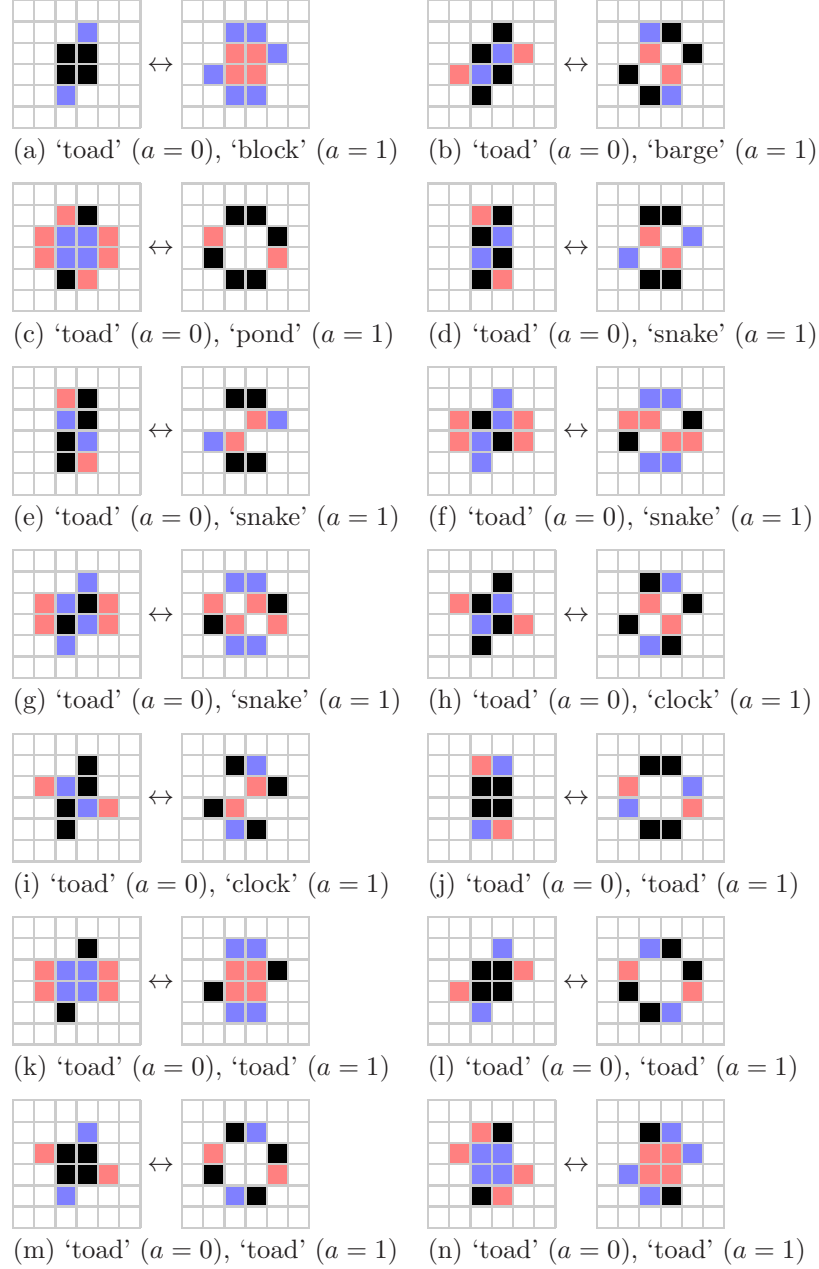 (a) ‘toad’ (a = 0), ‘block’ (a = 1) (b) ‘toad’ (a = 0), ‘barge’ (a = 1)
(c) ‘toad’ (a = 0), ‘pond’ (a = 1) (d) ‘toad’ (a = 0), ‘snake’ (a = 1)
(e) ‘toad’ (a = 0), ‘snake’ (a = 1) (f) ‘toad’ (a = 0), ‘snake’ (a = 1)
(g) ‘toad’ (a = 0), ‘snake’ (a = 1) (h) ‘toad’ (a = 0), ‘clock’ (a = 1)
(i) ‘toad’ (a = 0), ‘clock’ (a = 1) (j) ‘toad’ (a = 0), ‘toad’ (a = 1)
(k) ‘toad’ (a = 0), ‘toad’ (a = 1) (l) ‘toad’ (a = 0), ‘toad’ (a = 1)
(m) ‘toad’ (a = 0), ‘toad’ (a = 1) (n) ‘toad’ (a = 0), ‘toad’ (a = 1)